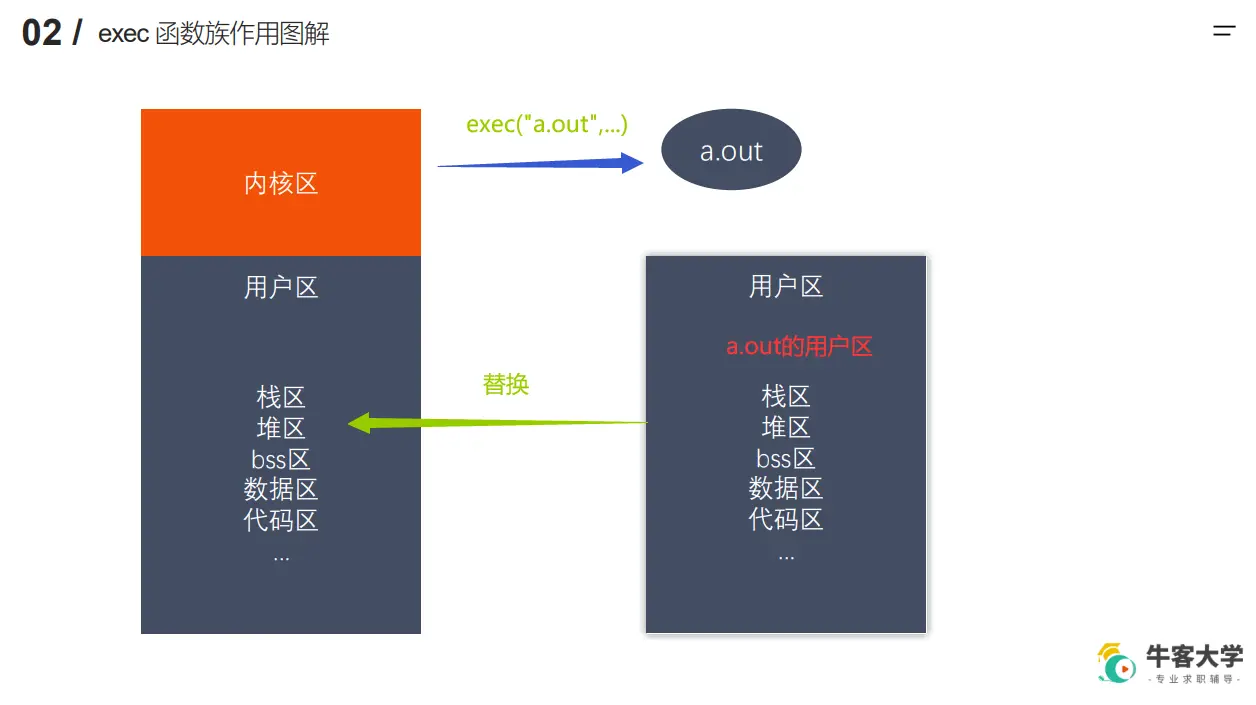 02 / exec 函数族作用图解
exec("a.out",...)
a.out
内核区
用户区
栈区
堆区
bss区
数据区
代码区
...
替换
用户区
a.out的用户区
栈区
堆区
bss区
数据区
代码区
...
牛客大学
-专业求职辅导-